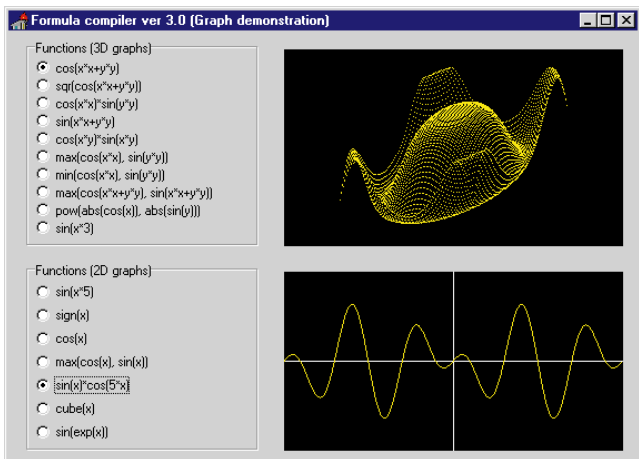 Formula compiler ver 3.0 (Graph demonstration)
Functions (3D graphs)
cos(x*x+y*y)
sqr(cos(x*x+y*y))
cos(x*x)*sin(y*y)
sin(x*x+y*y)
cos(x*y)*sin(x*y)
max(cos(x*x), sin(y*y))
min(cos(x*x), sin(y*y))
max(cos(x*x+y*y), sin(x*x+y*y))
pow(abs(cos(x)), abs(sin(y)))
sin(x*3)
Functions (2D graphs)
sin(x*5)
sign(x)
cos(x)
max(cos(x), sin(x))
sin(x)*cos(5*x)
cube(x)
sin(exp(x))